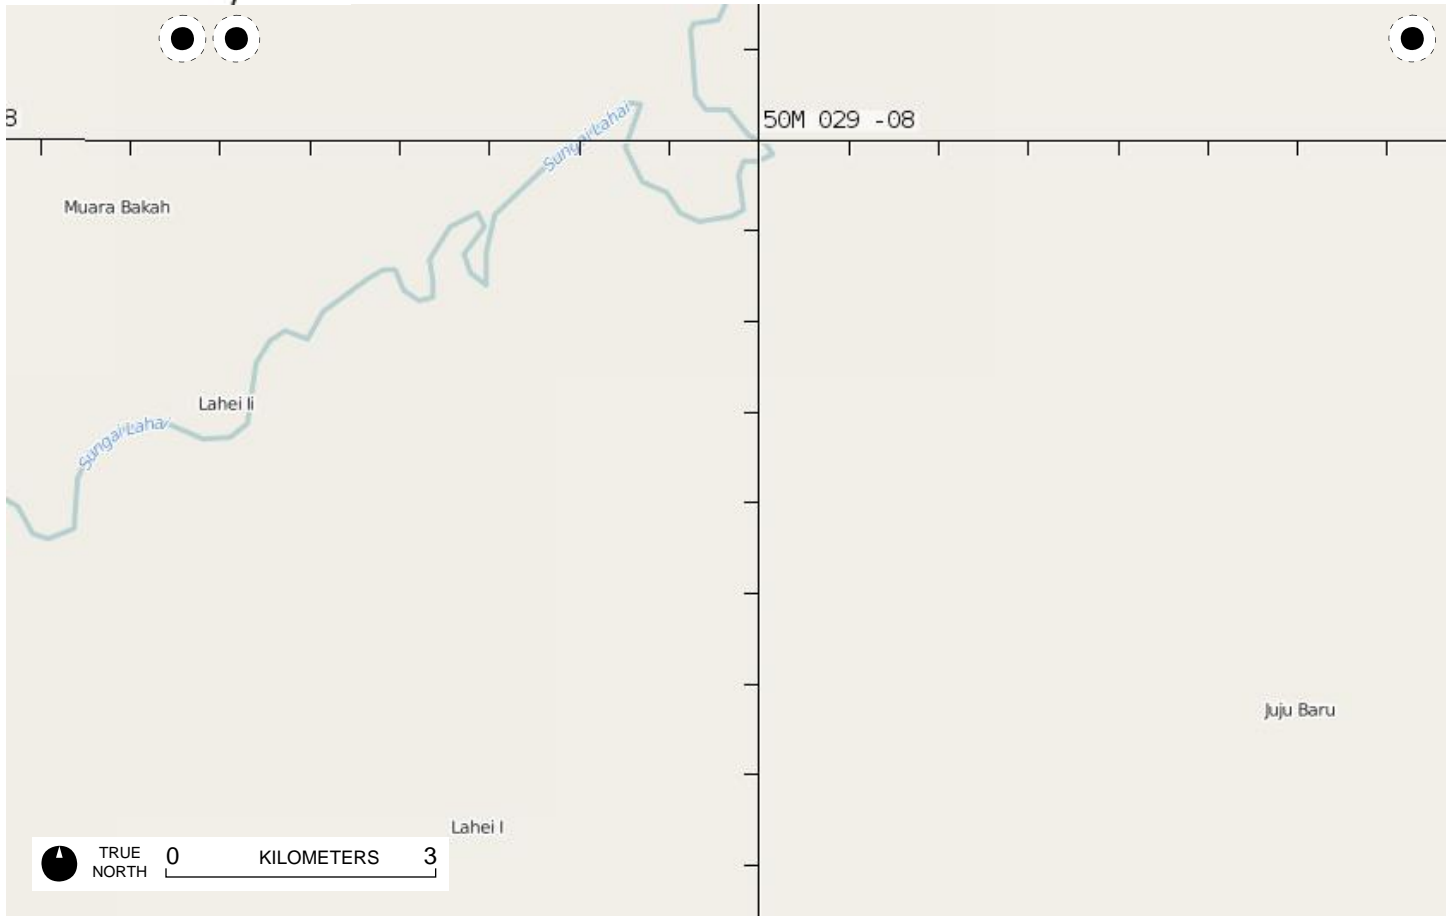 8
50M 029 -08
Sungai Lahai
Muara Bakah
Lahei Ii
Sungai Lahai
Juju Baru
Lahei I
TRUE NORTH
0 KILOMETERS 3